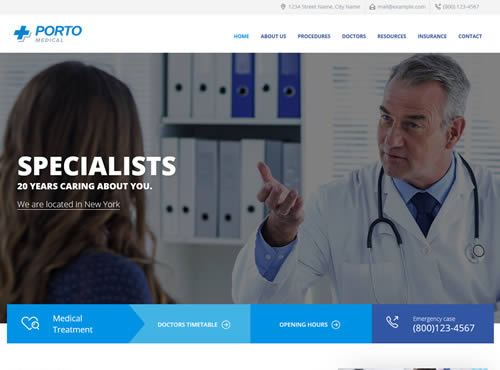 1234 Street Name, City Name mail@example.com (800) 123-4567
PORTO
MEDICAL
HOME ABOUT US PROCEDURES DOCTORS RESOURCES INSURANCE CONTACT
SPECIALISTS
20 YEARS CARING ABOUT YOU.
We are located in New York
Medical
Treatment
DOCTORS TIMETABLE
OPENING HOURS
Emergency case
(800)123-4567